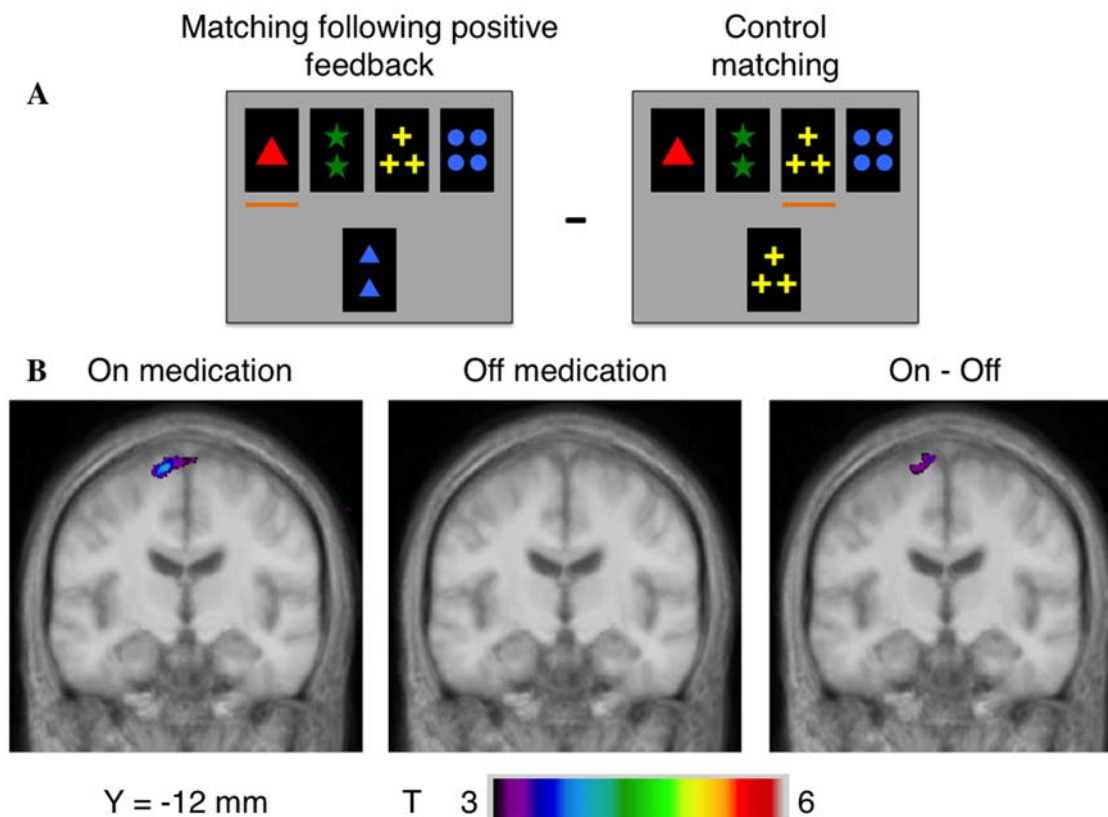 Matching following positive
feedback
Control
matching
A
-
B
On medication
Off medication
On - Off
Y = -12 mm
T
3
6